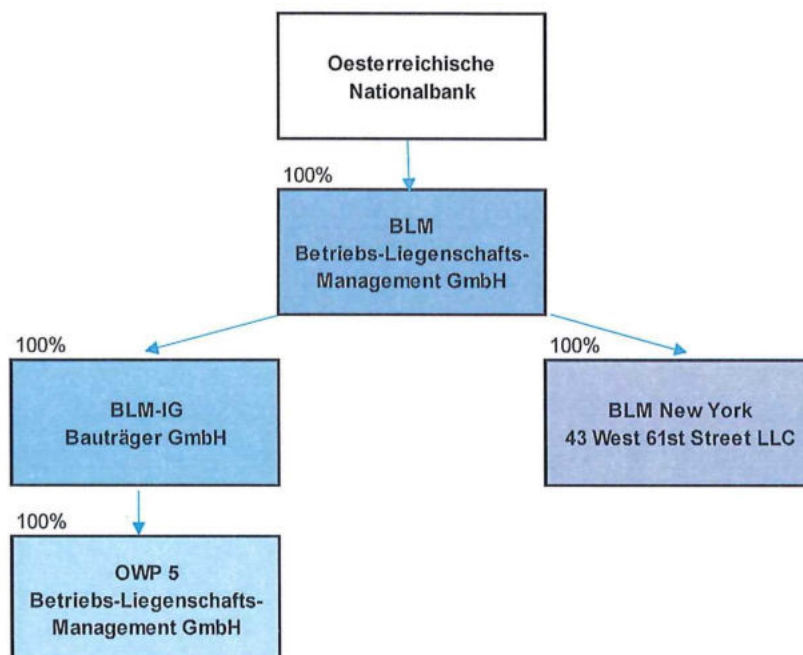 Oesterreichische
Nationalbank
100%
BLM
Betriebs-Liegenschafts-
Management GmbH
100%
BLM-IG
Bauträger GmbH
100%
BLM New York
43 West 61st Street LLC
100%
OWP 5
Betriebs-Liegenschafts-
Management GmbH